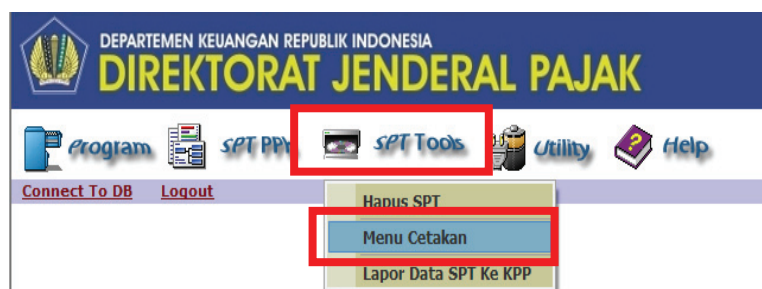 DEPARTEMEN KEUANGAN REPUBLIK INDONESIA
DIREKTORAT JENDERAL PAJAK
Program SPT PPh SPT Tools Utility Help
Connect To DB Logout
Hapus SPT
Menu Cetakan
Lapor Data SPT Ke KPP